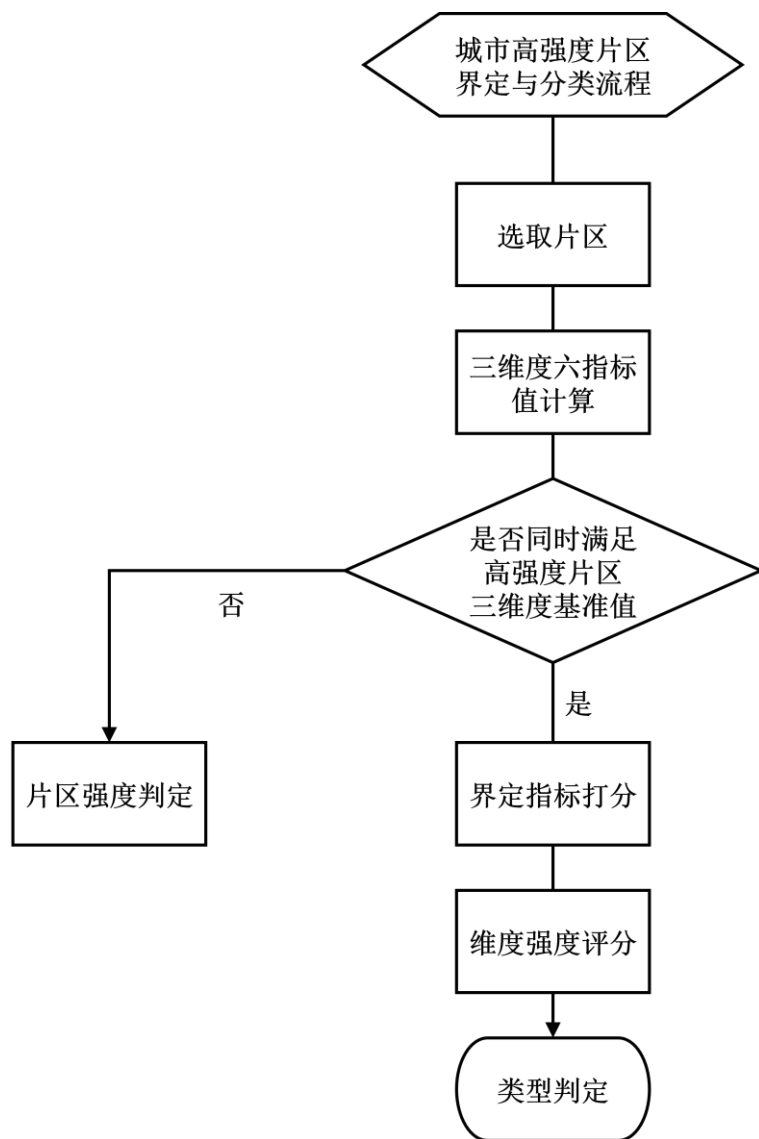 城市高强度片区
界定与分类流程
选取片区
三维度六指标
值计算
是否同时满足
高强度片区
三维度基准值
否
是
片区强度判定
界定指标打分
维度强度评分
类型判定